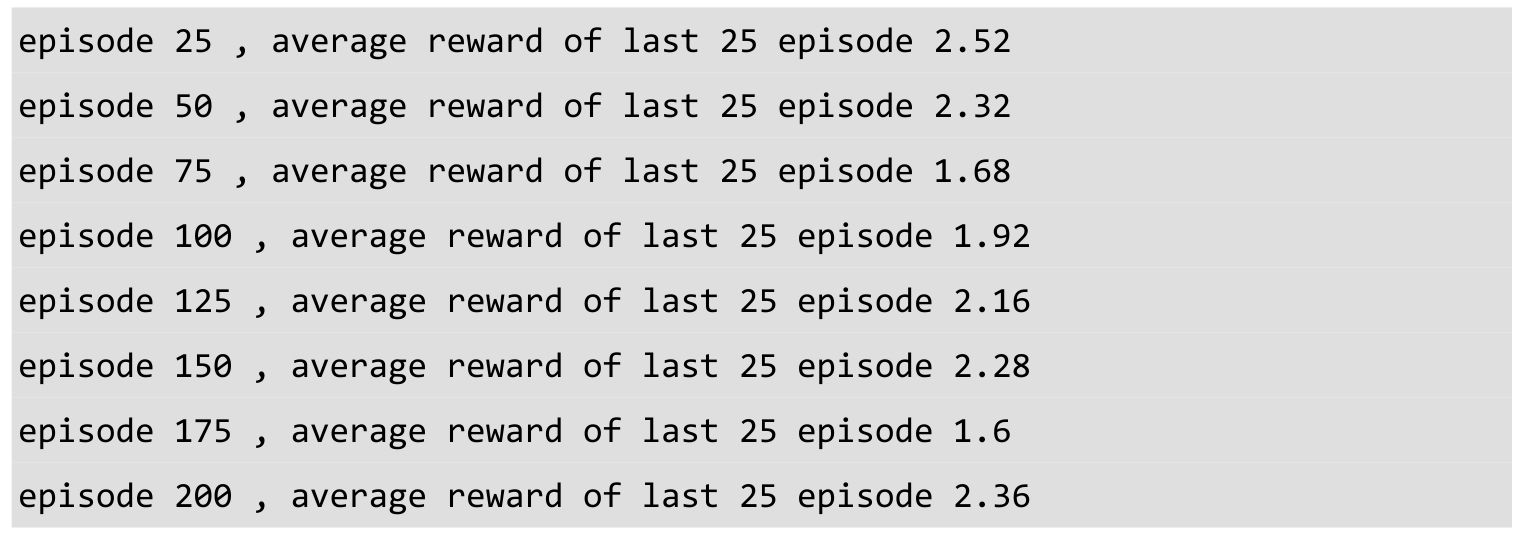 episode 25 , average reward of last 25 episode 2.52
episode 50 , average reward of last 25 episode 2.32
episode 75 , average reward of last 25 episode 1.68
episode 100 , average reward of last 25 episode 1.92
episode 125 , average reward of last 25 episode 2.16
episode 150 , average reward of last 25 episode 2.28
episode 175 , average reward of last 25 episode 1.6
episode 200 , average reward of last 25 episode 2.36